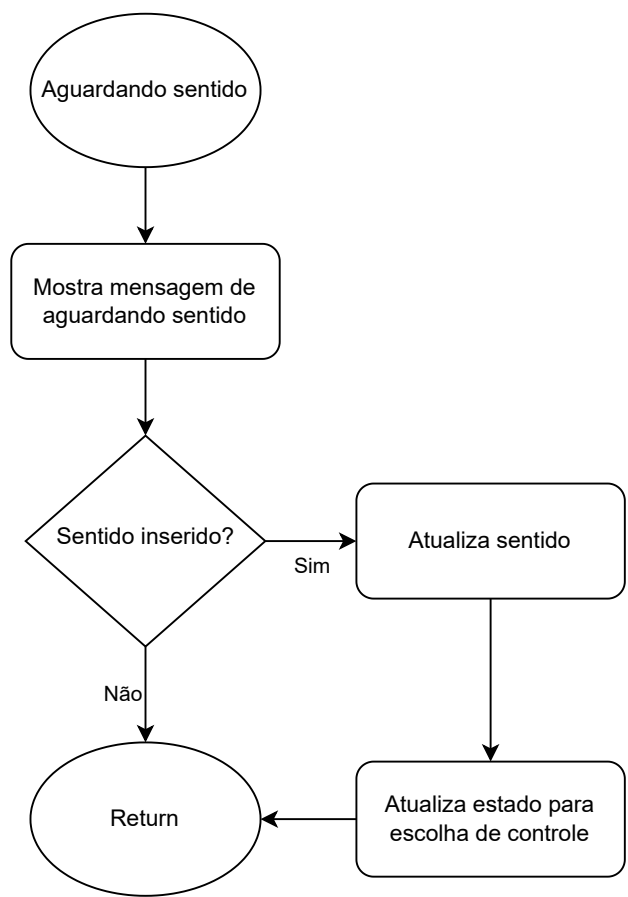 Aguardando sentido
Mostra mensagem de
aguardando sentido
Sentido inserido?
Sim
Atualiza sentido
Não
Return
Atualiza estado para
escolha de controle